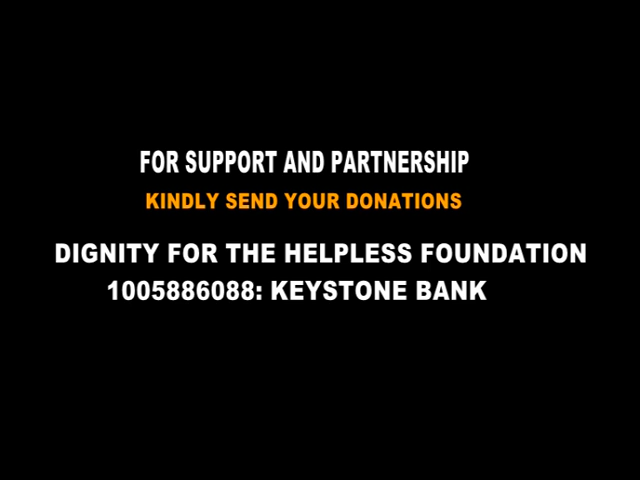 FOR SUPPORT AND PARTNERSHIP
KINDLY SEND YOUR DONATIONS
DIGNITY FOR THE HELPLESS FOUNDATION
1005886088: KEYSTONE BANK